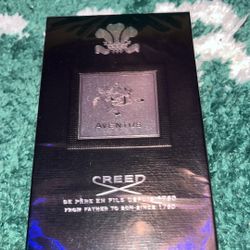 AVENTUS
CREED
DE PÈRE EN FILS DEPUIS 1760
FROM FATHER TO SON SINCE 1760